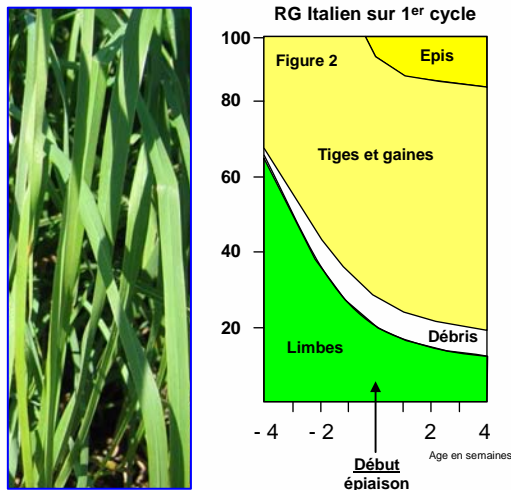 RG Italien sur 1er cycle
100
Figure 2
Epis
80
Tiges et gaines
60
40
Débris
20
Limbes
- 4 - 2 2 4
Age en semaines
Début
épiaison